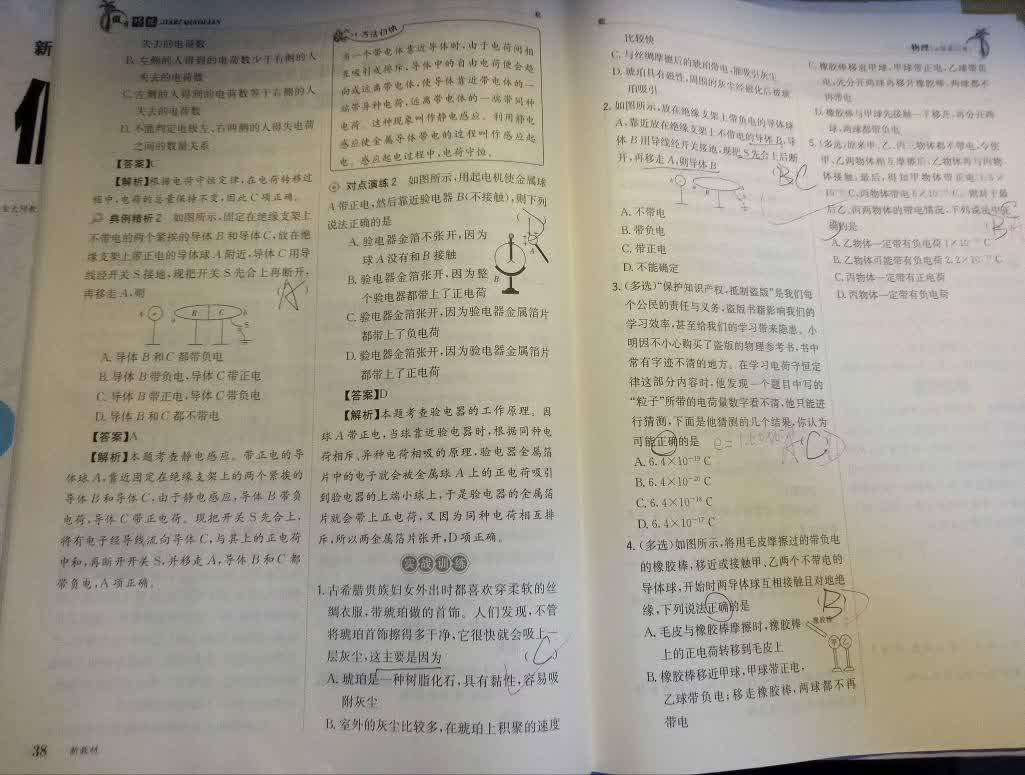 新
失去的电荷数
B. 左侧的人得到的电荷数少于右侧的人
失去的电荷数
C. 左侧的人得到的电荷数等于右侧的人
失去的电荷数
D. 不能判定电极左、右两侧的人得失电荷
之间的数量关系
【答案】C
【解析】根据电荷守恒定律,在电荷转移过
程中,电荷的总量保持不变,因此C项正确。
典例精析2 如图所示,固定在绝缘支架上
不带电的两个紧挨的导体B和导体C,放在绝
缘支架上带正电的导体球A附近,导体C用导
线经开关S接地,现把开关S先合上再断开,
再移走A,则
A
A. 导体B和C都带负电
B. 导体B带负电,导体C带正电
C. 导体B带正电,导体C带负电
D. 导体B和C都不带电
【答案】A
【解析】本题考查静电感应。带正电的导
体球A,靠近固定在绝缘支架上的两个紧挨的
导体B和导体C,由于静电感应,导体B带负
电荷,导体C带正电荷。现把开关S先合上,
将有电子经导线流向导体C,与其上的正电荷
中和,再断开开关S,并移走A,导体B和C都
带负电,A项正确。
38 新教材
方法归纳
当一个带电体靠近导体时,由于电荷间相
互吸引或排斥,导体中的自由电荷便会趋
向或远离带电体,使导体靠近带电体的一
端带异种电荷,远离带电体的一端带同种
电荷。这种现象叫作静电感应。利用静电
感应使金属导体带电的过程叫作感应起
电。感应起电过程中,电荷守恒。
对点演练2 如图所示,用起电机使金属球
A带正电,然后靠近验电器B(不接触),则下列
说法正确的是
A. 验电器金箔不张开,因为
球A没有和B接触
B. 验电器金箔张开,因为整
个验电器都带上了正电荷
C. 验电器金箔张开,因为验电器金属箔片
都带上了负电荷
D. 验电器金箔张开,因为验电器金属箔片
都带上了正电荷
【答案】D
【解析】本题考查验电器的工作原理。因
球A带正电,当球靠近验电器时,根据同种电
荷相斥、异种电荷相吸的原理,验电器金属箔
片中的电子就会被金属球A上的正电荷吸引
到验电器的上端小球上,于是验电器的金属箔
片就会带上正电荷,又因为同种电荷相互排
斥,所以两金属箔片张开,D项正确。
实战训练
1. 古希腊贵族妇女外出时都喜欢穿柔软的丝
绸衣服,带琥珀做的首饰。人们发现,不管
将琥珀首饰擦得多干净,它很快就会吸上一
层灰尘,这主要是因为 (C)
A. 琥珀是一种树脂化石,具有黏性,容易吸
附灰尘
B. 室外的灰尘比较多,在琥珀上积聚的速度
比较快
C. 与丝绸摩擦后的琥珀带电,能吸引灰尘
D. 琥珀具有磁性,周围的灰尘经磁化后被琥
珀吸引
2. 如图所示,放在绝缘支架上带负电的导体球
A,靠近放在绝缘支架上不带电的导体B,导
体B用导线经开关接地,现把S先合上后断
开,再移走A,则导体B
BC
A. 不带电
B. 带负电
C. 带正电
D. 不能确定
3. (多选)“保护知识产权,抵制盗版”是我们每
个公民的责任与义务,盗版书籍影响我们的
学习效率,甚至给我们的学习带来隐患。小
明因不小心购买了盗版的物理参考书,书中
常有字迹不清的地方。在学习电荷守恒定
律这部分内容时,他发现一个题目中写的
“粒子”所带的电荷量数字看不清,他只能进
行猜测,下面是他猜测的几个结果,你认为
可能正确的是 (C)
A. 6.4×10⁻¹⁹ C
B. 6.4×10⁻²⁰ C
C. 6.4×10⁻¹⁸ C
D. 6.4×10⁻¹⁷ C
4. (多选)如图所示,将用毛皮摩擦过的带负电
的橡胶棒,移近或接触甲、乙两个不带电的
导体球,开始时两导体球互相接触且对地绝
缘,下列说法正确的是
B
橡胶棒
甲乙
A. 毛皮与橡胶棒摩擦时,橡胶棒
上的正电荷转移到毛皮上
B. 橡胶棒移近甲球,甲球带正电,
乙球带负电;移走橡胶棒,两球都不再
带电
物理
C. 橡胶棒移近甲球,甲球带正电,乙球带负
电,先分开两球再移开橡胶棒,两球都不
再带电
D. 橡胶棒与甲球先接触一下移开,再分开两
球,两球都带负电
5. (多选)原来甲、乙、丙三物体都不带电,今使
甲、乙两物体相互摩擦后,乙物体再与丙物
体接触,最后,得知甲物体带正电
丙物体带电
后乙、丙两物体的带电情况,下列说法中正
确的是
A. 乙物体一定带有负电荷
B. 乙物体可能带有负电荷
C. 丙物体一定带有正电荷
D. 丙物体一定带有负电荷